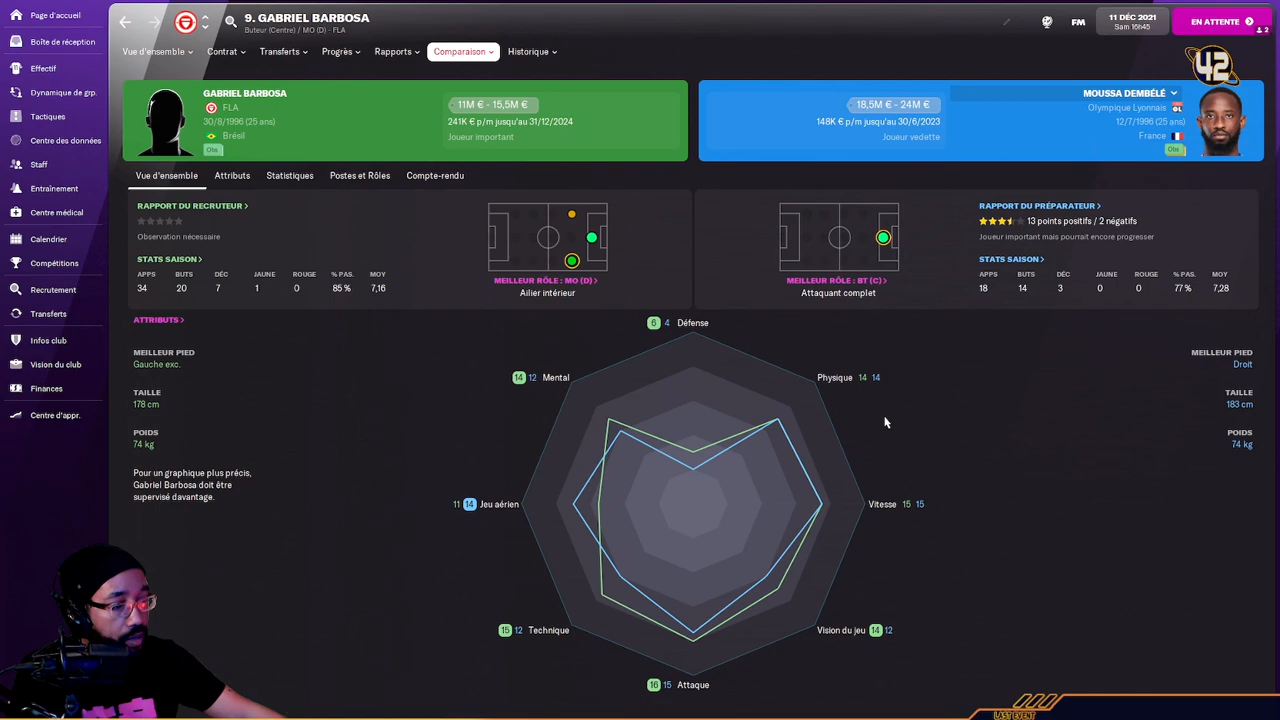 Page d'accueil
Boîte de réception
Effectif
Dynamique de grp.
Tactiques
Centre des données
Staff
Entraînement
Centre médical
Calendrier
Compétitions
Recrutement
Transferts
Infos club
Vision du club
Finances
Centre d'appr.
9. GABRIEL BARBOSA
Buteur (Centre) / MO (D) - FLA
FM
11 DÉC 2021
Sam 16h45
EN ATTENTE
2
Vue d'ensemble
Contrat
Transferts
Progrès
Rapports
Comparaison
Historique
42
GABRIEL BARBOSA
FLA
30/8/1996 (25 ans)
Brésil
Obs
11M € - 15,5M €
241K € p/m jusqu'au 31/12/2024
Joueur important
18,5M € - 24M €
148K € p/m jusqu'au 30/6/2023
Joueur vedette
MOUSSA DEMBÉLÉ
Olympique Lyonnais
12/7/1996 (25 ans)
France
Obs
Vue d'ensemble
Attributs
Statistiques
Postes et Rôles
Compte-rendu
RAPPORT DU RECRUTEUR >
Observation nécessaire
STATS SAISON >
APPS BUTS DÉC JAUNE ROUGE % PAS. MOY
34 20 7 1 0 85 % 7,16
MEILLEUR RÔLE : MO (D) >
Ailier intérieur
MEILLEUR RÔLE : BT (C) >
Attaquant complet
RAPPORT DU PRÉPARATEUR >
13 points positifs / 2 négatifs
Joueur important mais pourrait encore progresser
STATS SAISON >
APPS BUTS DÉC JAUNE ROUGE % PAS. MOY
18 14 3 0 0 77 % 7,28
ATTRIBUTS >
MEILLEUR PIED
Gauche exc.
TAILLE
178 cm
POIDS
74 kg
Pour un graphique plus précis,
Gabriel Barbosa doit être
supervisé davantage.
6 4 Défense
14 12 Mental
Physique 14 14
11 14 Jeu aérien
Vitesse 15 15
15 12 Technique
Vision du jeu 14 12
16 15 Attaque
MEILLEUR PIED
Droit
TAILLE
183 cm
POIDS
74 kg
LAST EVENT